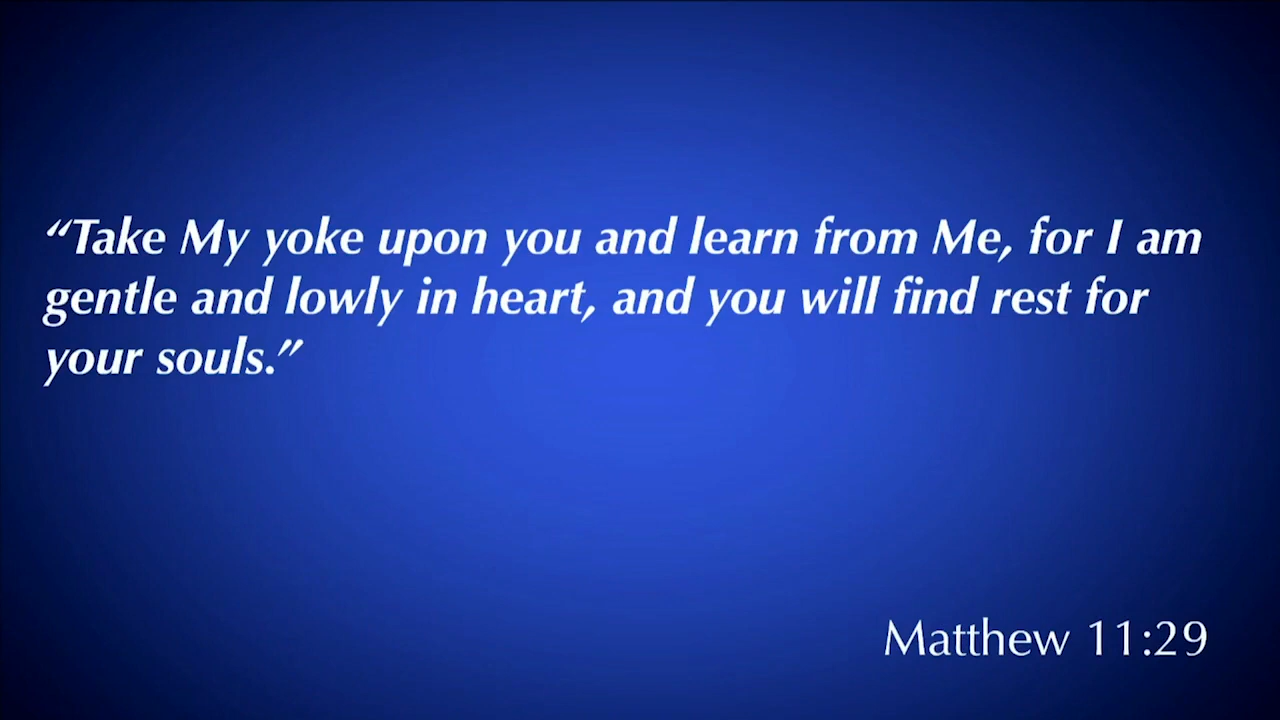 “Take My yoke upon you and learn from Me, for I am
gentle and lowly in heart, and you will find rest for
your souls.”
Matthew 11:29